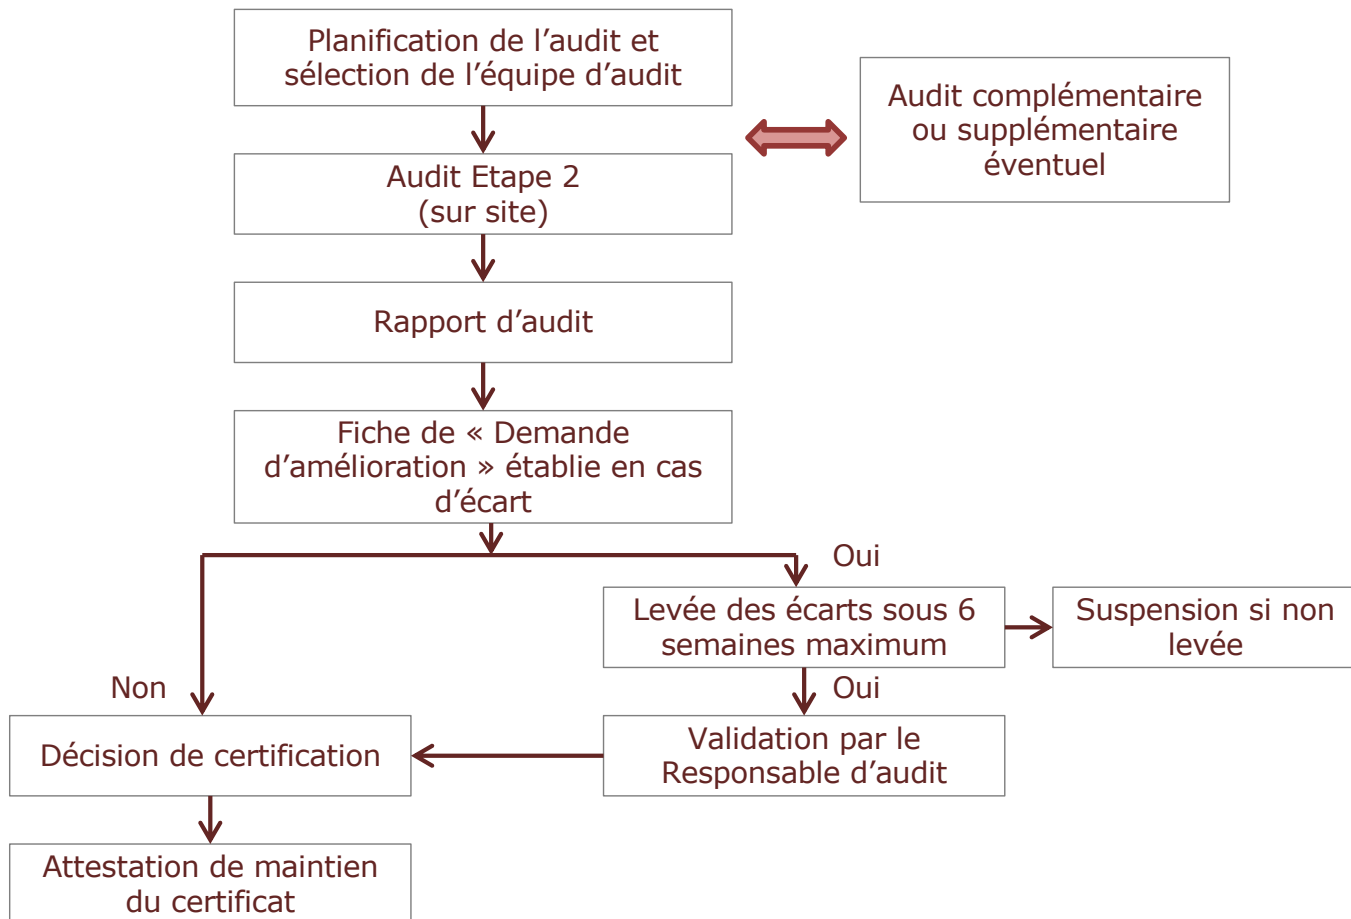 Planification de l’audit et
sélection de l’équipe d’audit
Audit complémentaire
ou supplémentaire
éventuel
Audit Etape 2
(sur site)
Rapport d’audit
Fiche de « Demande
d’amélioration » établie en cas
d’écart
Oui
Levée des écarts sous 6
semaines maximum
Suspension si non
levée
Non
Oui
Décision de certification
Validation par le
Responsable d’audit
Attestation de maintien
du certificat